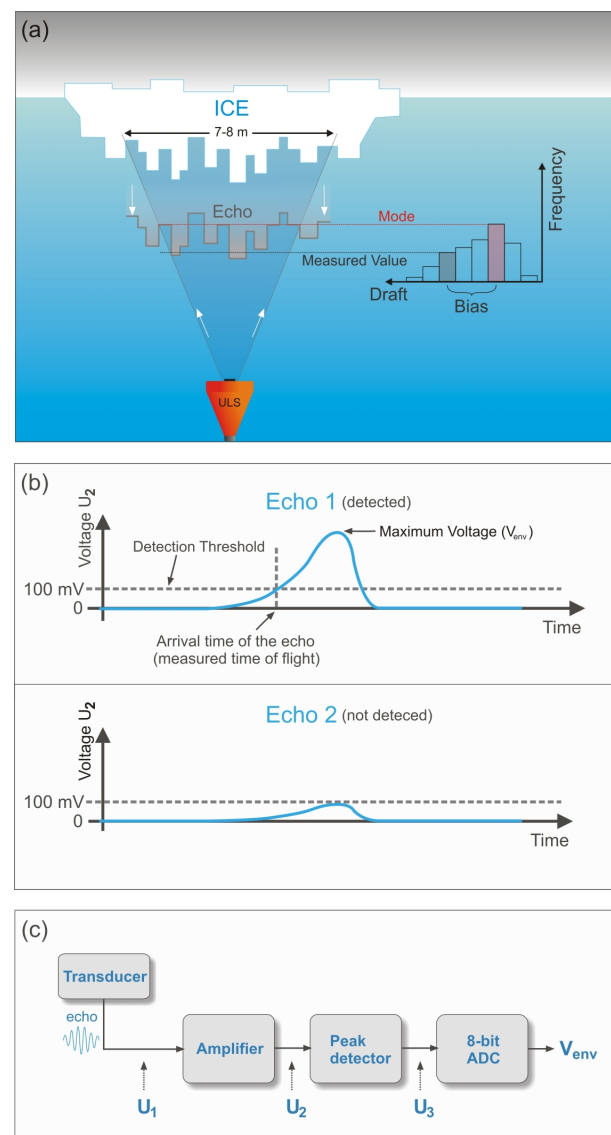 (a)
ICE
7-8 m
Echo
Mode
Measured Value
Frequency
Draft
Bias
ULS
(b)
Echo 1 (detected)
Voltage U2
Maximum Voltage (Venv)
Detection Threshold
100 mV
0
Time
Arrival time of the echo
(measured time of flight)
Echo 2 (not deteced)
Voltage U2
100 mV
0
Time
(c)
Transducer
echo
Amplifier
Peak
detector
8-bit
ADC
Venv
U1
U2
U3